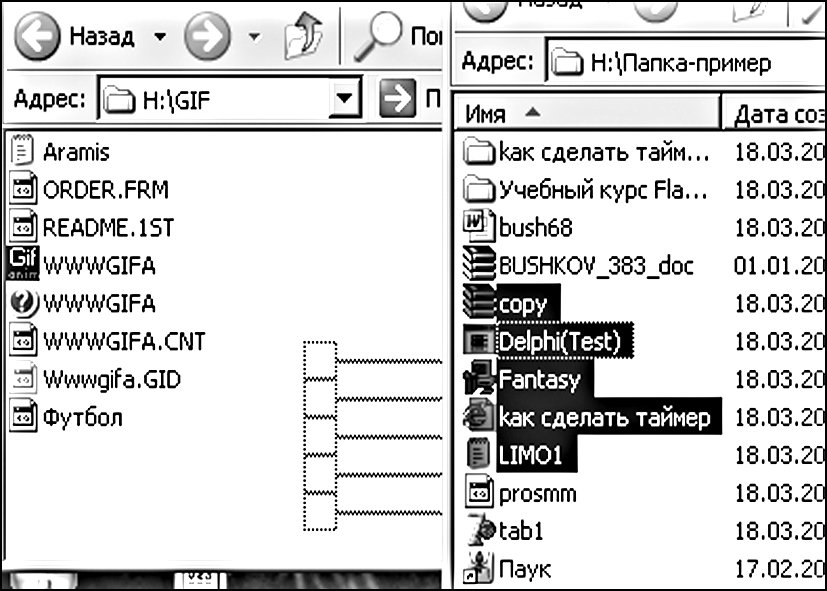 Назад
Адрес: H:\GIF
Aramis
ORDER.FRM
README.1ST
Gif
anim
WWWGIFA
WWWGIFA
WWWGIFA.CNT
Wwwgifa.GID
Футбол
Назад
Адрес: H:\Папка-пример
Имя Дата соз
как сделать тайм... 18.03.20
Учебный курс Fla... 18.03.20
bush68 18.03.20
BUSHKOV_383_doc 01.01.20
copy 18.03.20
Delphi(Test) 18.03.20
Fantasy 18.03.20
как сделать таймер 18.03.20
LIMO1 18.03.20
prosmm 18.03.20
tab1 18.03.20
Паук 17.02.20